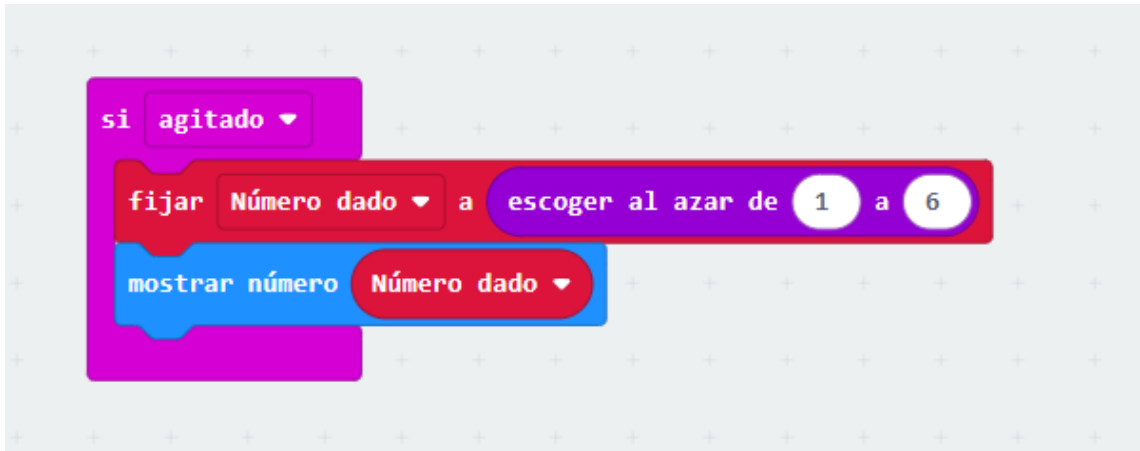 si agitado
fijar Número dado a escoger al azar de 1 a 6
mostrar número Número dado